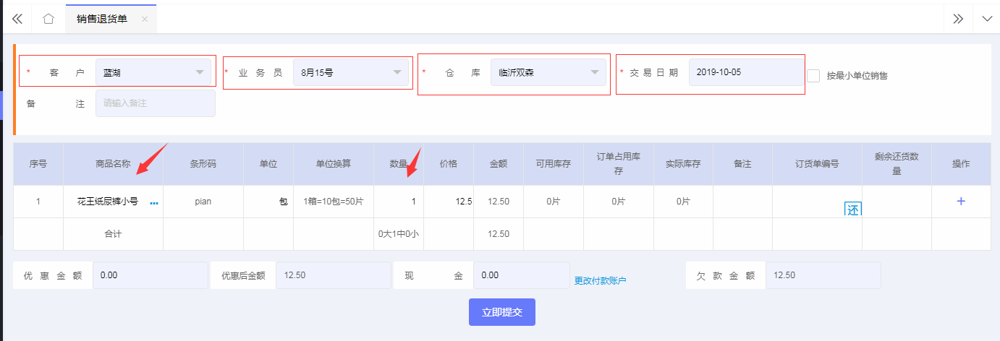 销售退货单
* 客 户 蓝湖 * 业 务 员 8月15号 * 仓 库 临沂双森 * 交 易 日 期 2019-10-05 按最小单位销售
备 注 请输入备注
序号 商品名称 条形码 单位 单位换算 数量 价格 金额 可用库存 订单占用库存 实际库存 备注 订货单编号 剩余还货数量 操作
1 花王纸尿裤小号 ... pian 包 1箱=10包=50片 1 12.5 12.50 0片 0片 0片 还 +
合计 0大1中0小 12.50
优 惠 金 额 0.00 优惠后金额 12.50 现 金 0.00 更改付款账户 欠 款 金 额 12.50
立即提交